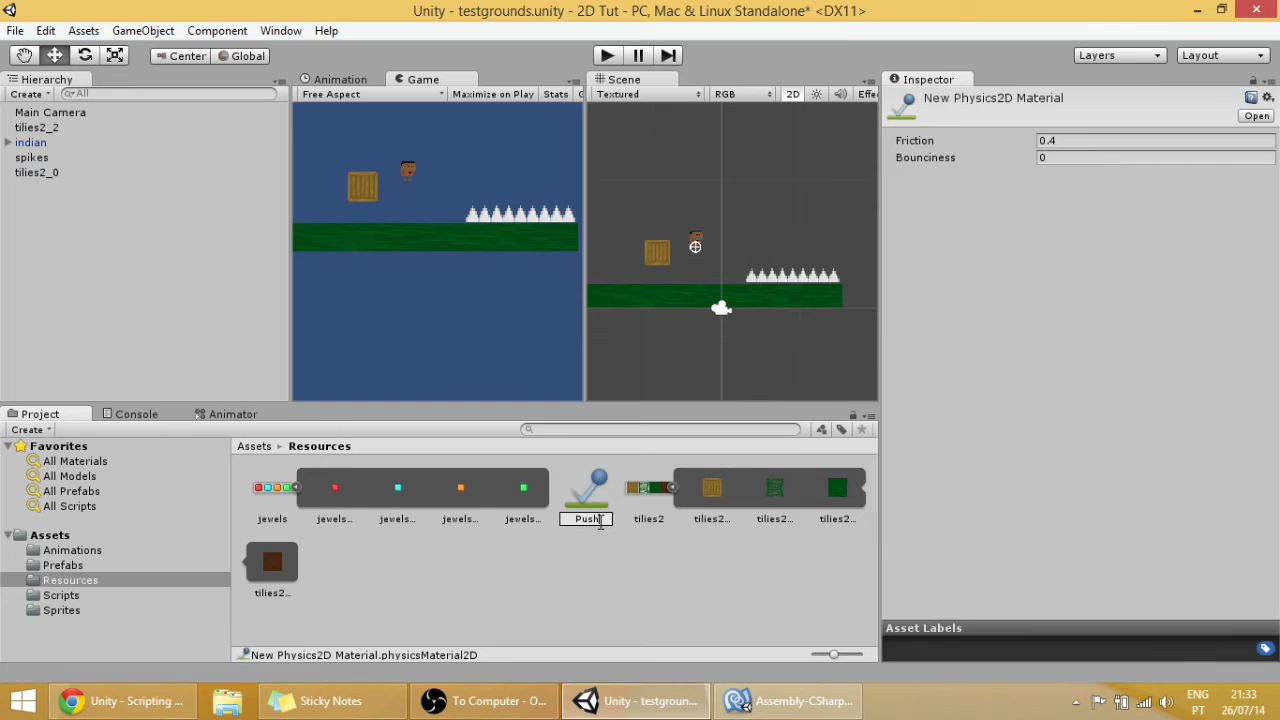 Unity - testgrounds.unity - 2D Tut - PC, Mac & Linux Standalone* <DX11>
File Edit Assets GameObject Component Window Help
Center Global Layers Layout
Hierarchy Animation Game Scene Inspector
Create All Free Aspect Maximize on Play Stats Textured RGB 2D Effe
New Physics2D Material
Open
Main Camera
tilies2_2
indian
spikes
tilies2_0
Friction 0.4
Bounciness 0
Project Console Animator
Create
Favorites
All Materials
All Models
All Prefabs
All Scripts
Assets
Animations
Prefabs
Resources
Scripts
Sprites
Assets Resources
jewels jewels... jewels... jewels... jewels... Push tilies2 tilies2... tilies2... tilies2...
tilies2...
New Physics2D Material.physicsMaterial2D
Asset Labels
Unity - Scripting ... Sticky Notes To Computer - O... Unity - testgroun... Assembly-CSharp...
ENG 21:33
PT 26/07/14